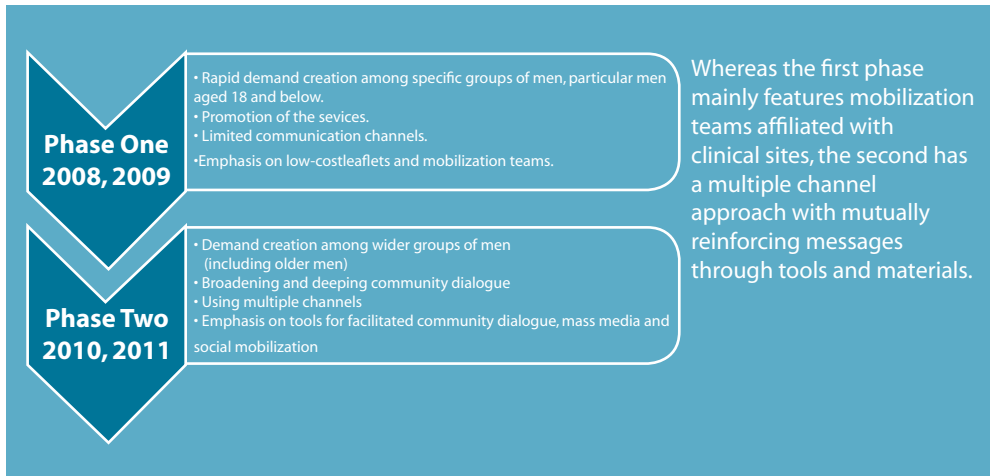 Phase One
2008, 2009
• Rapid demand creation among specific groups of men, particular men
aged 18 and below.
• Promotion of the sevices.
• Limited communication channels.
•Emphasis on low-costleaflets and mobilization teams.
Phase Two
2010, 2011
• Demand creation among wider groups of men
(including older men)
• Broadening and deeping community dialogue
• Using multiple channels
• Emphasis on tools for facilitated community dialogue, mass media and
social mobilization
Whereas the first phase
mainly features mobilization
teams affiliated with
clinical sites, the second has
a multiple channel
approach with mutually
reinforcing messages
through tools and materials.